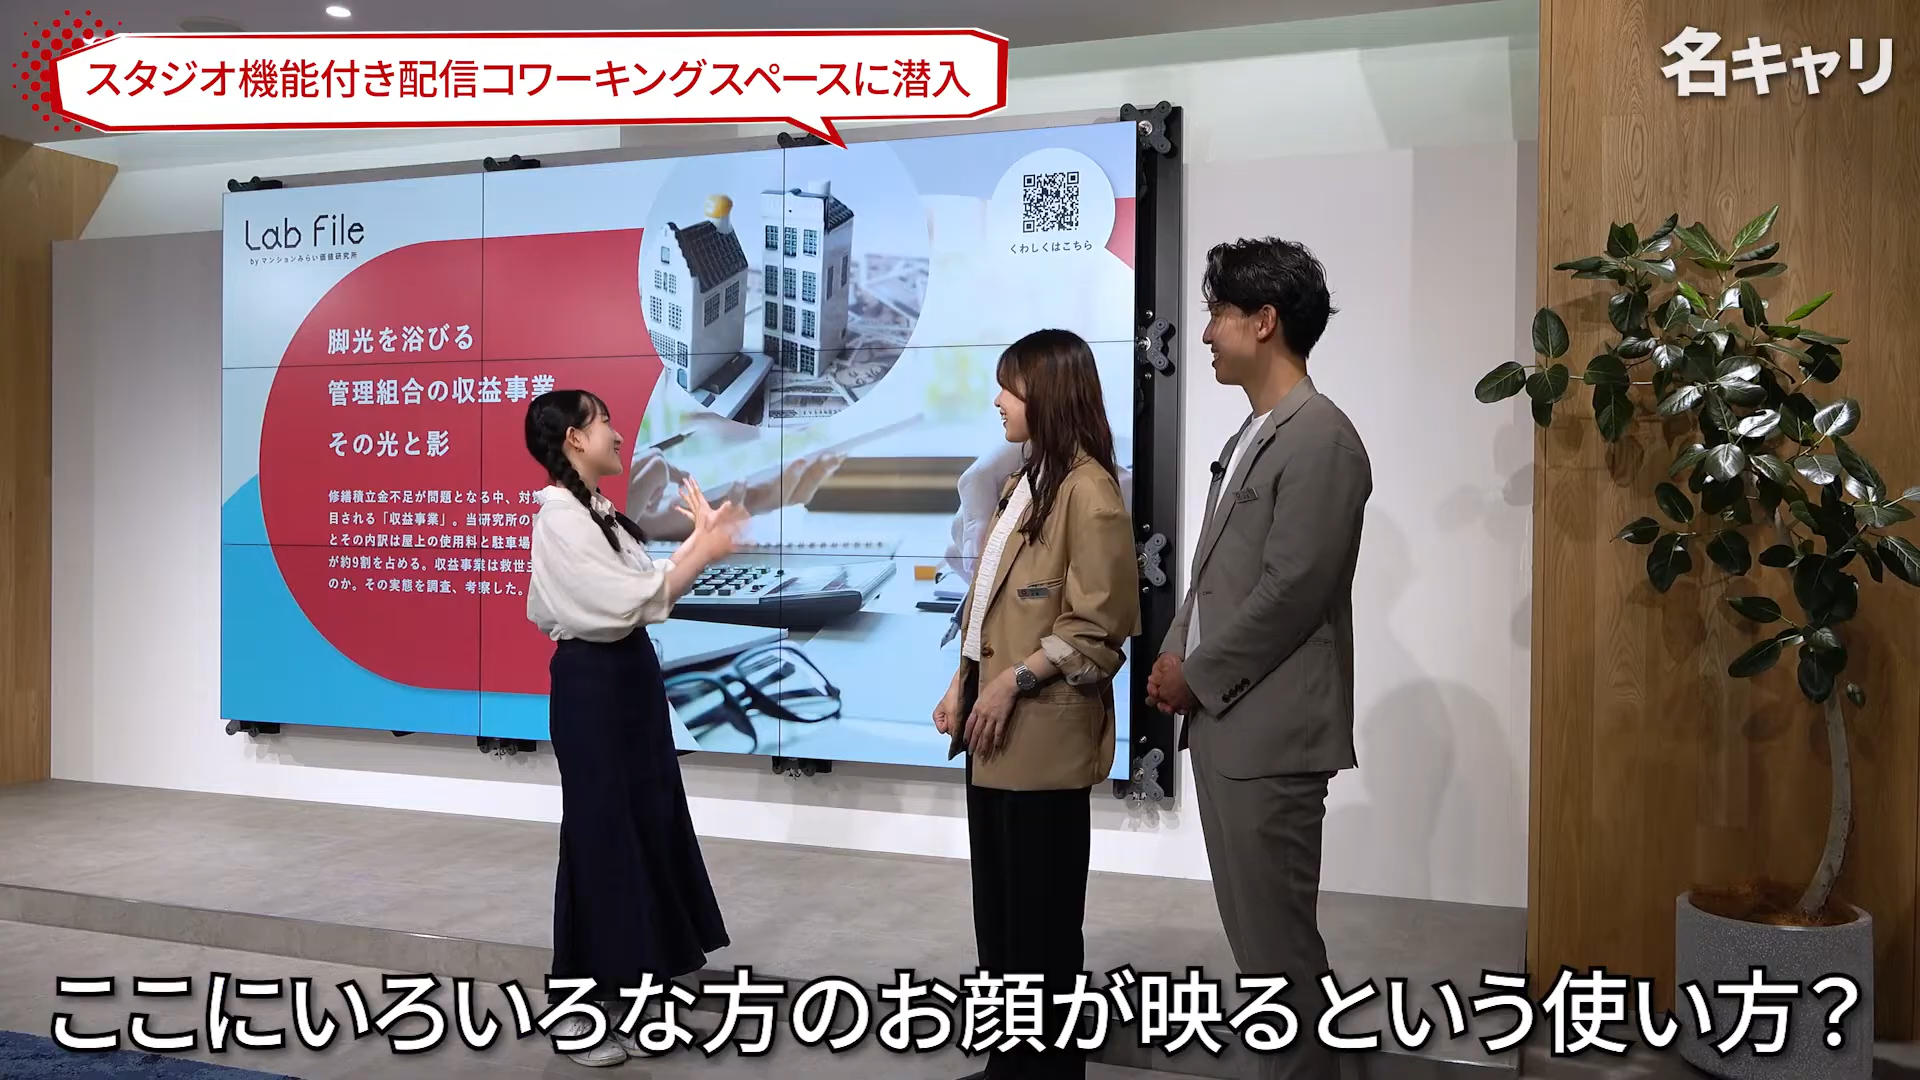 スタジオ機能付き配信コワーキングスペースに潜入
名キャリ
Lab File
by マンションみらい価値研究所
くわしくはこちら
脚光を浴びる
管理組合の収益事業
その光と影
修繕積立金不足が問題となる中、対
目される「収益事業」。当研究所の
とその内訳は屋上の使用料と駐車場
が約9割を占める。収益事業は救世
のか。その実態を調査、考察した。
ここにいろいろな方のお顔が映るという使い方？